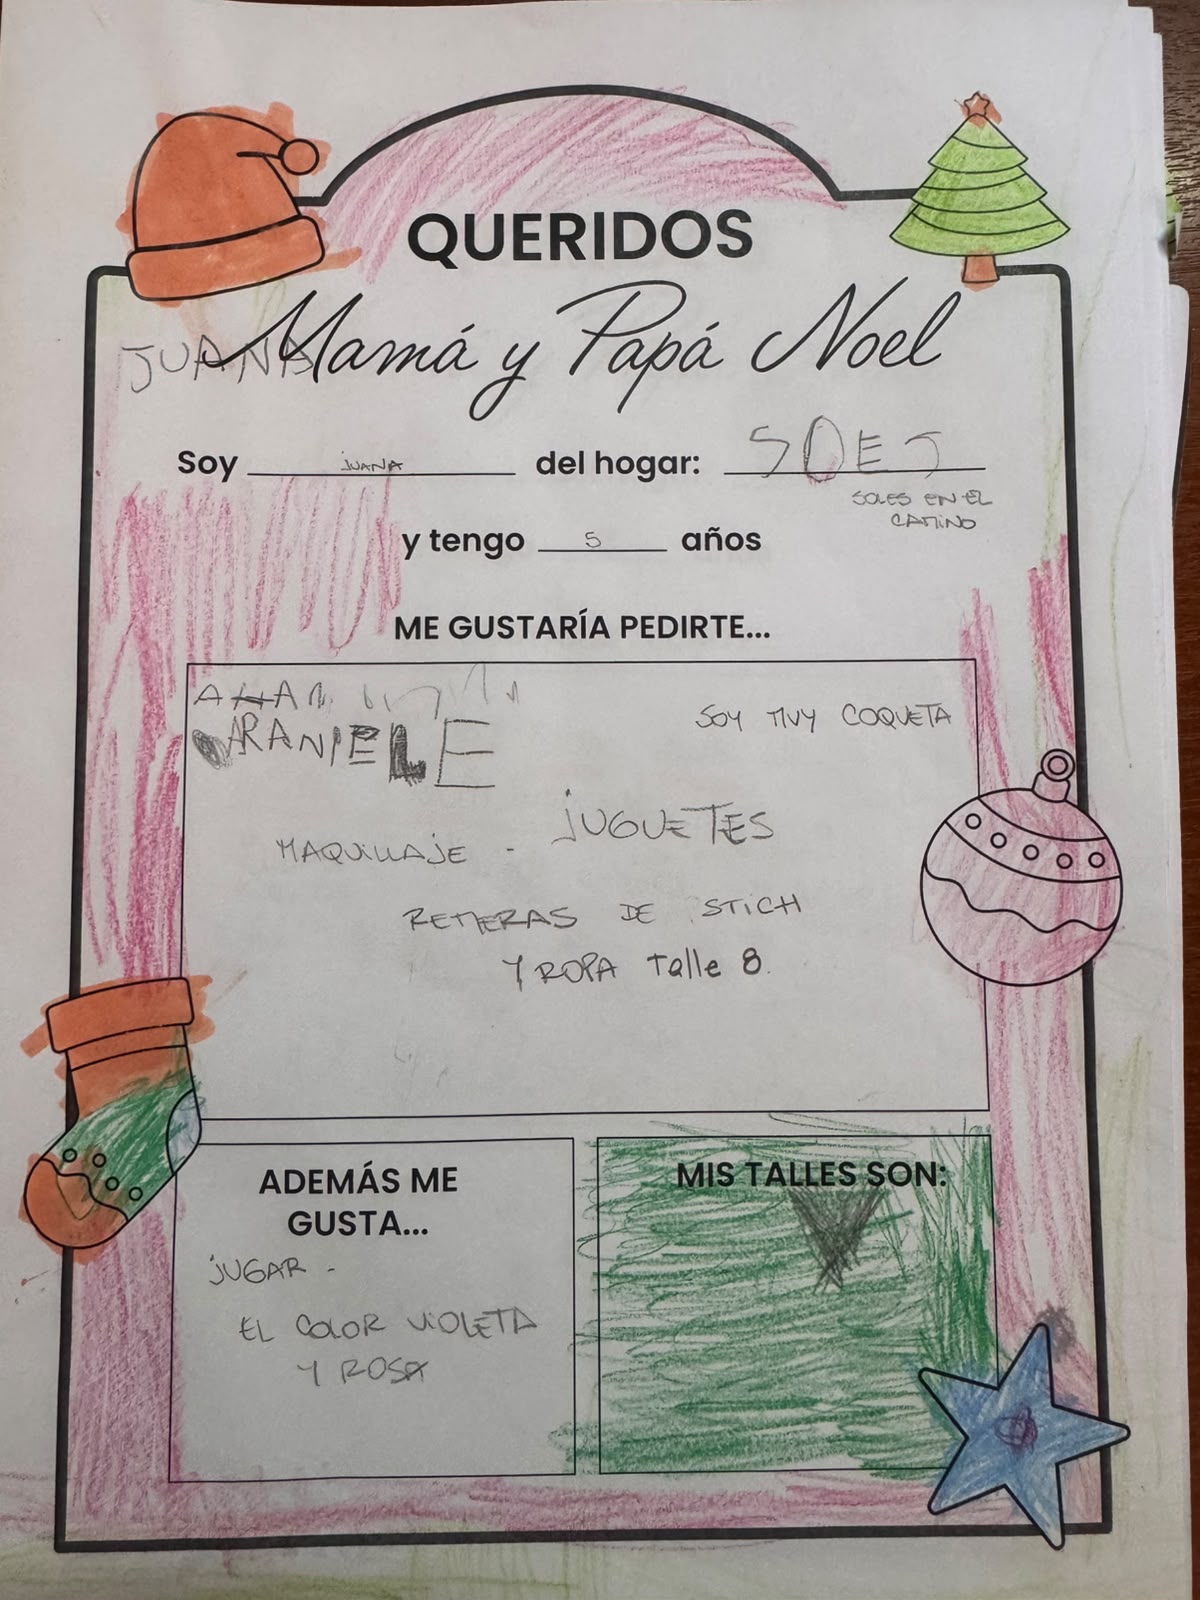 QUERIDOS
Mamá y Papá Noel
JUANA
Soy JUANA del hogar: SOES
SOLES EN EL
CAMINO
y tengo 5 años
ME GUSTARÍA PEDIRTE...
SOY MUY COQUETA
JUGUETES
MAQUILLAJE -
REMERAS DE STICH
Y ROPA Talle 8.
ADEMÁS ME
GUSTA...
JUGAR -
EL COLOR VIOLETA
Y ROSA
MIS TALLES SON: